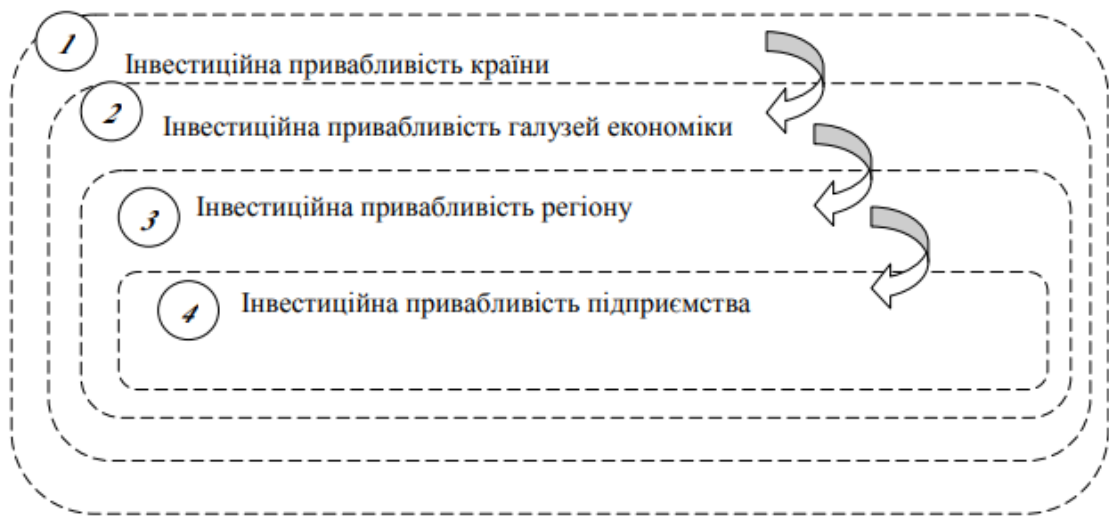 1
Інвестиційна привабливість країни
2
Інвестиційна привабливість галузей економіки
3
Інвестиційна привабливість регіону
4
Інвестиційна привабливість підприємства